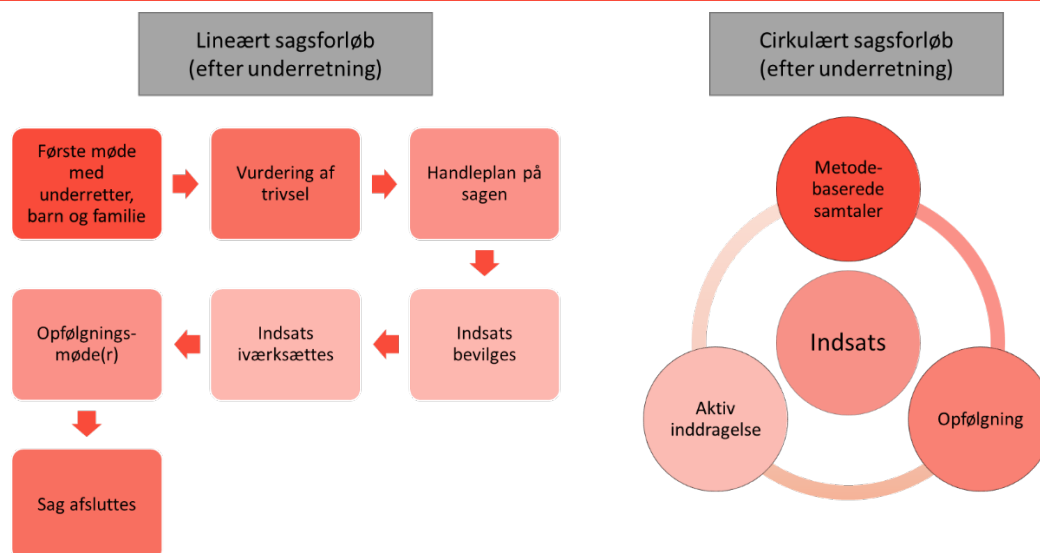 Lineært sagsforløb
(efter underretning)
Cirkulært sagsforløb
(efter underretning)
Første møde
med
underretter,
barn og familie
Vurdering af
trivsel
Handleplan på
sagen
Indsats
bevilges
Indsats
iværksættes
Opfølgnings-
møde(r)
Sag afsluttes
Metode-
baserede
samtaler
Indsats
Opfølgning
Aktiv
inddragelse